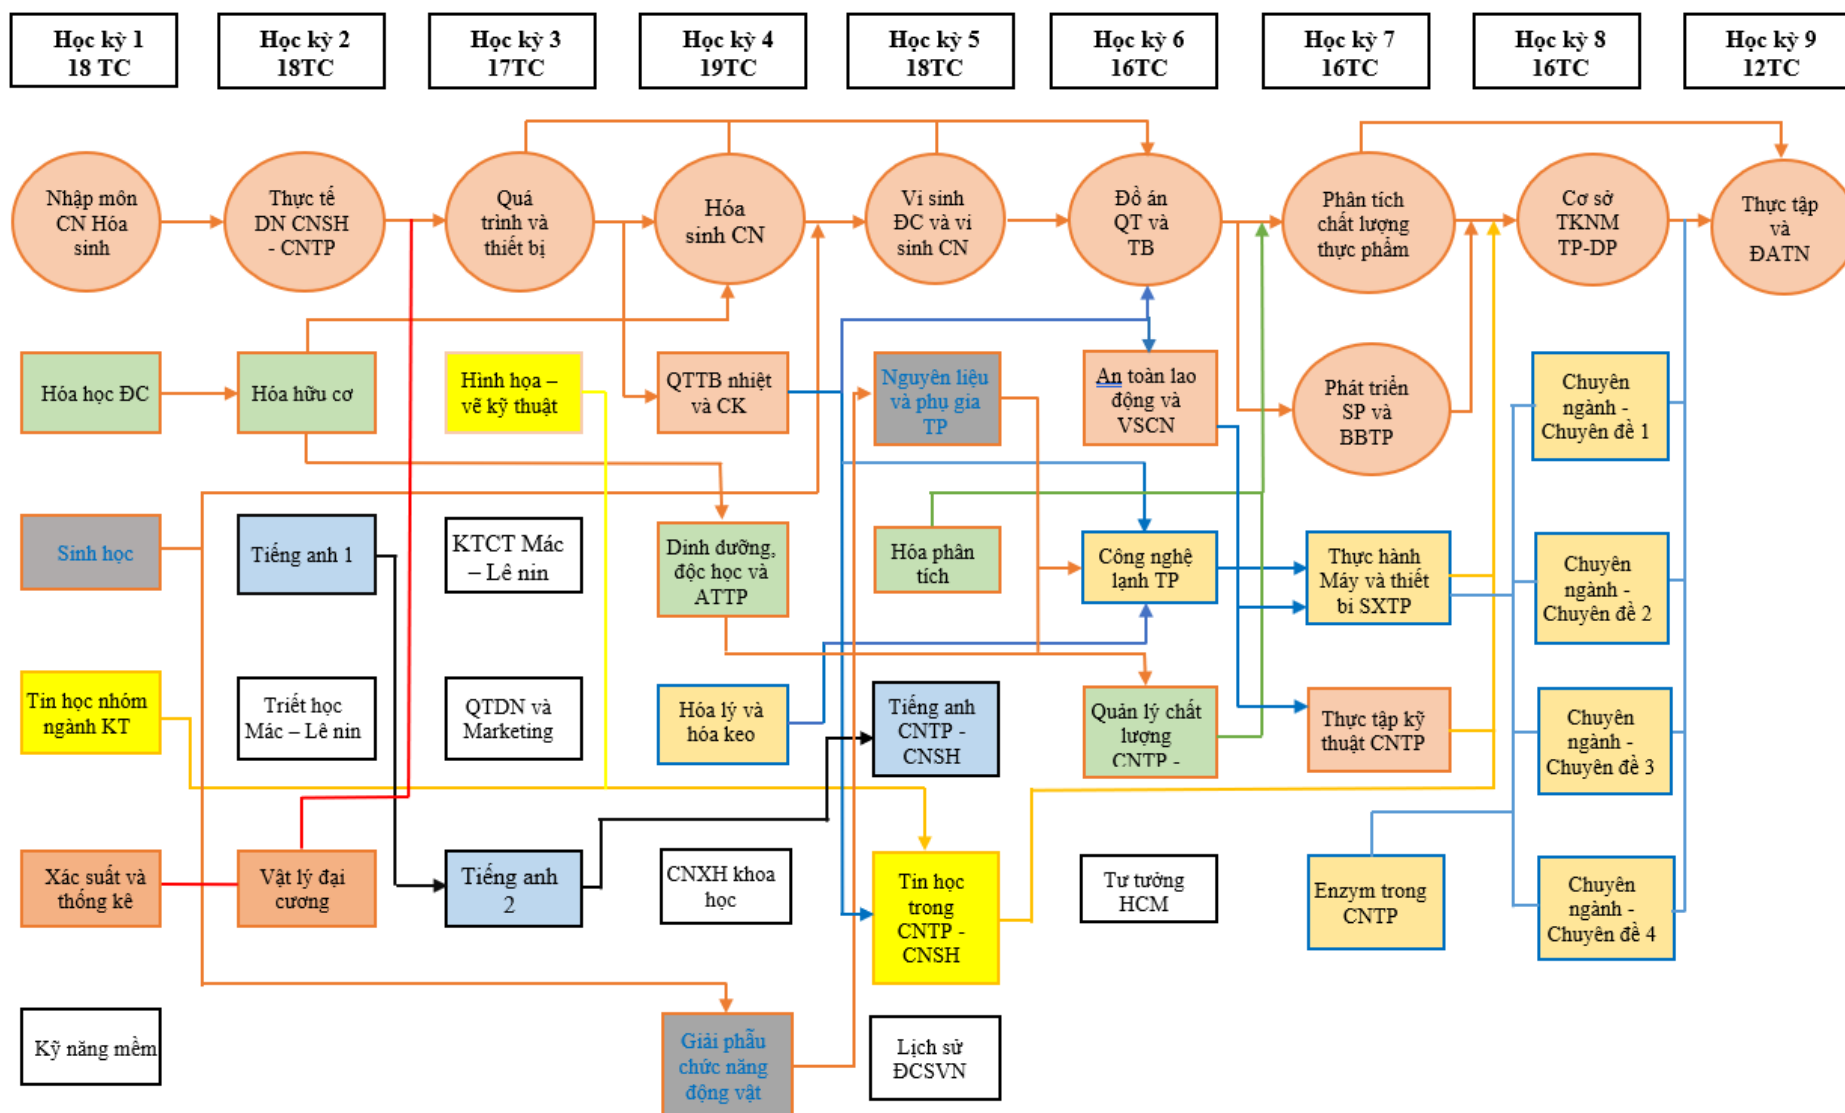 Học kỳ 1
18 TC
Học kỳ 2
18TC
Học kỳ 3
17TC
Học kỳ 4
19TC
Học kỳ 5
18TC
Học kỳ 6
16TC
Học kỳ 7
16TC
Học kỳ 8
16TC
Học kỳ 9
12TC
Nhập môn
CN Hóa
sinh
Thực tế
DN CNSH
- CNTP
Quá
trình và
thiết bị
Hóa
sinh CN
Vi sinh
ĐC và vi
sinh CN
Đồ án
QT và
TB
Phân tích
chất lượng
thực phẩm
Cơ sở
TKNM
TP-DP
Thực tập
và
ĐATN
Hóa học ĐC
Hóa hữu cơ
Hình họa –
vẽ kỹ thuật
QTTB nhiệt
và CK
Nguyên liệu
và phụ gia
TP
An toàn lao
động và
VSCN
Phát triển
SP và
BBTP
Chuyên
ngành -
Chuyên đề 1
Sinh học
Tiếng anh 1
KTCT Mác
– Lê nin
Dinh dưỡng,
độc học và
ATTP
Hóa phân
tích
Công nghệ
lạnh TP
Thực hành
Máy và thiết
bi SXTP
Chuyên
ngành -
Chuyên đề 2
Tin học nhóm
ngành KT
Triết học
Mác – Lê nin
QTDN và
Marketing
Hóa lý và
hóa keo
Tiếng anh
CNTP -
CNSH
Quản lý chất
lượng
CNTP -
Thực tập kỹ
thuật CNTP
Chuyên
ngành -
Chuyên đề 3
Xác suất và
thống kê
Vật lý đại
cương
Tiếng anh
2
CNXH khoa
học
Tin học
trong
CNTP -
CNSH
Tư tưởng
HCM
Enzym trong
CNTP
Chuyên
ngành -
Chuyên đề 4
Kỹ năng mềm
Giải phẫu
chức năng
động vật
Lịch sử
ĐCSVN